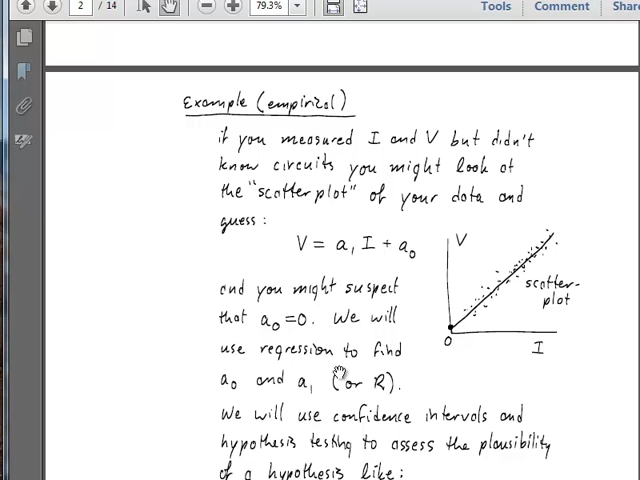 2 / 14 79.3% Tools Comment Shar
Example (empirical)
if you measured I and V but didn't
know circuits you might look at
the "scatter plot" of your data and
guess:
V = a₁ I + a₀
and you might suspect
that a₀ = 0. We will
use regression to find
a₀ and a₁ (or R).
V
scatter-
plot
0
I
We will use confidence intervals and
hypothesis testing to assess the plausibility
of a hypothesis like: